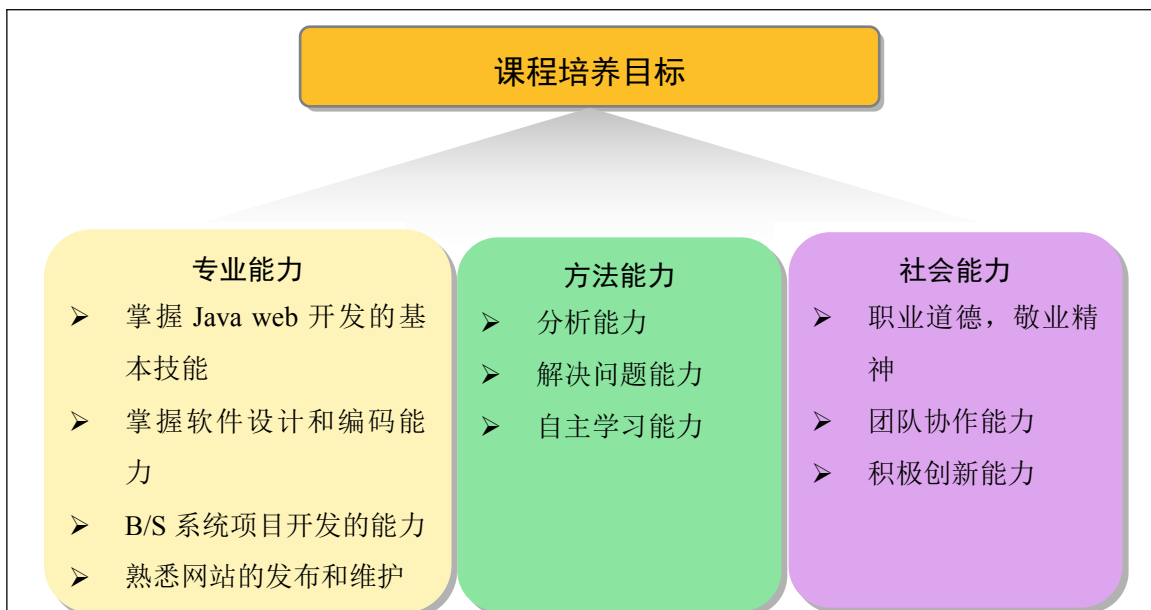 课程培养目标
专业能力
➢ 掌握 Java web 开发的基
本技能
➢ 掌握软件设计和编码能
力
➢ B/S 系统项目开发的能力
➢ 熟悉网站的发布和维护
方法能力
➢ 分析能力
➢ 解决问题能力
➢ 自主学习能力
社会能力
➢ 职业道德，敬业精
神
➢ 团队协作能力
➢ 积极创新能力